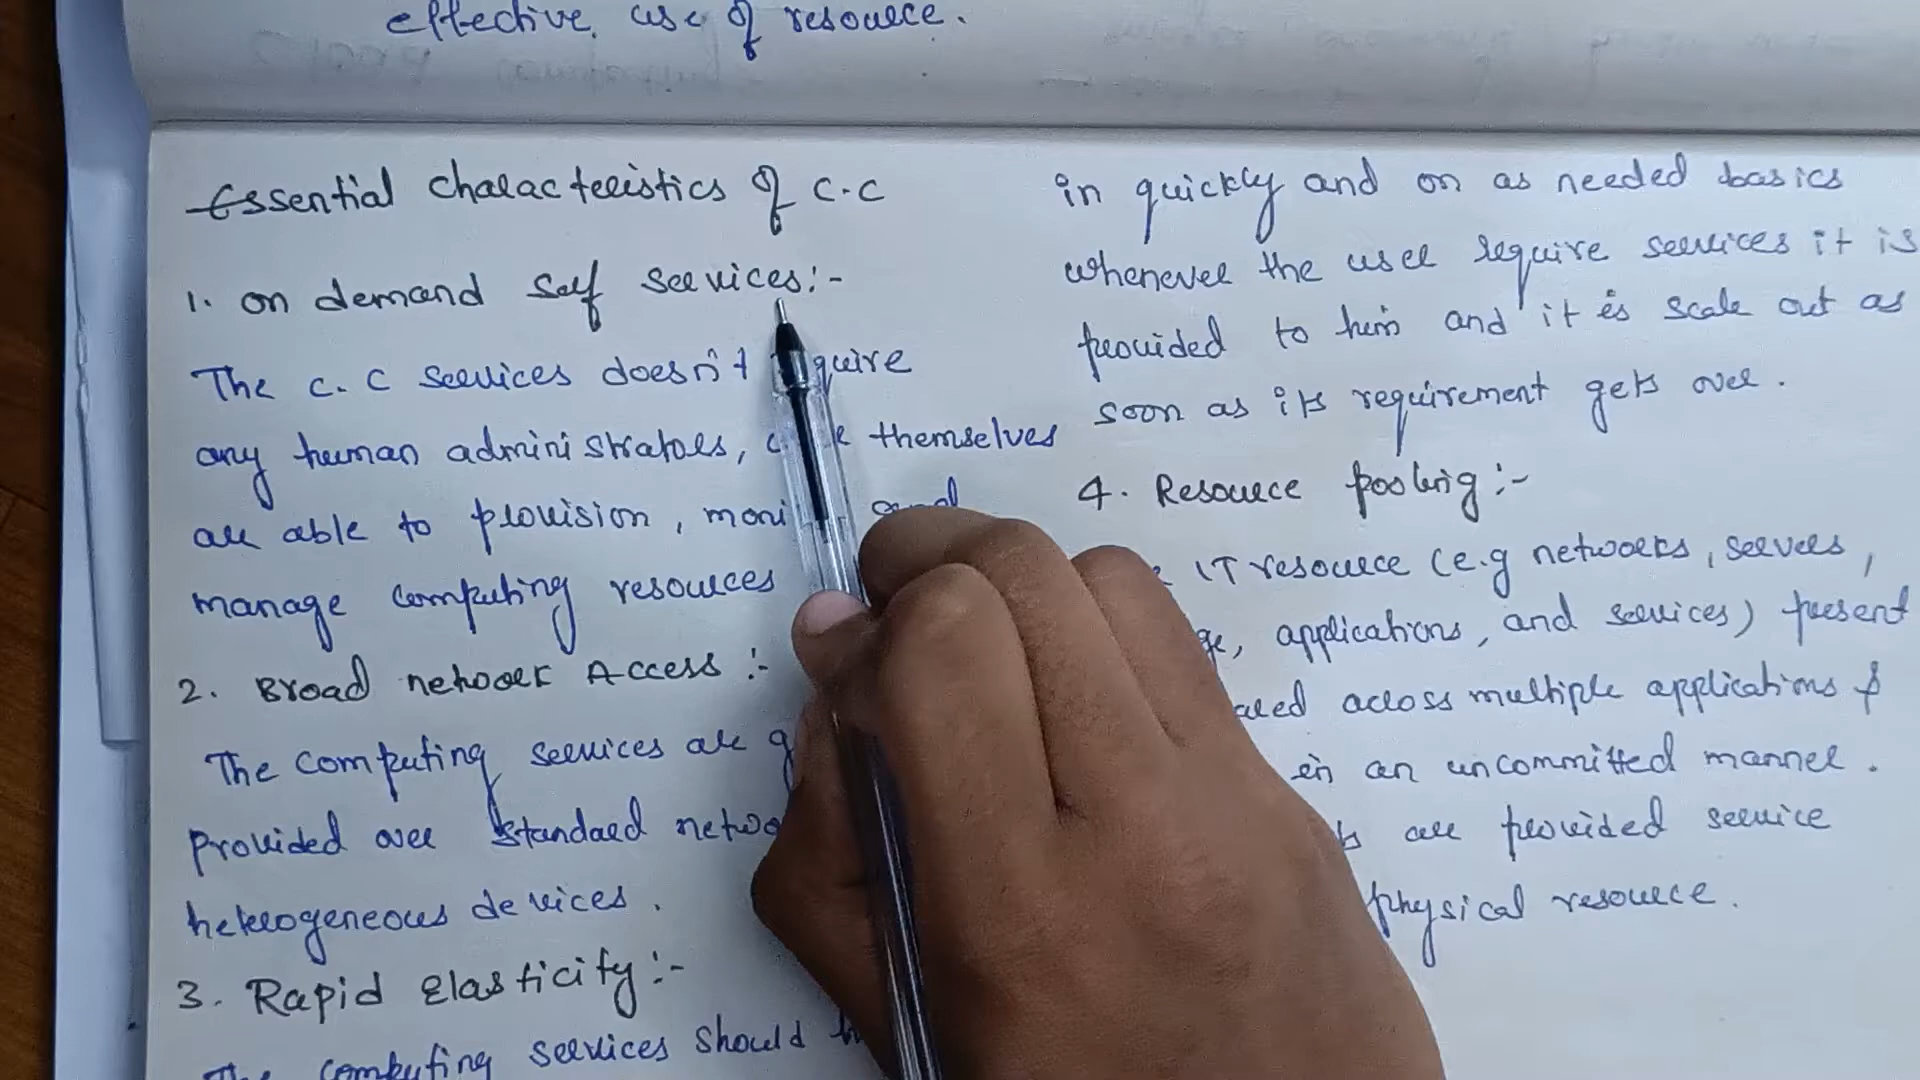 effective use of resource.
Essential characteristics of C.C
1. on demand self services:-
The C.C services doesn't
any human administrators, themselves
are able to provision, and
manage computing resources
2. Broad network Access :-
The computing services are
Provided over standard
heterogeneous devices.
3. Rapid Elasticity :-
The computing services should
in quickly and on as needed basics
whenever the user require services it is
provided to him and it is scale out as
soon as its requirement gets over.
4. Resource pooling :-
IT resource (e.g networks, servers,
applications, and services) present
across multiple applications &
in an uncommitted manner.
are provided service
physical resource.